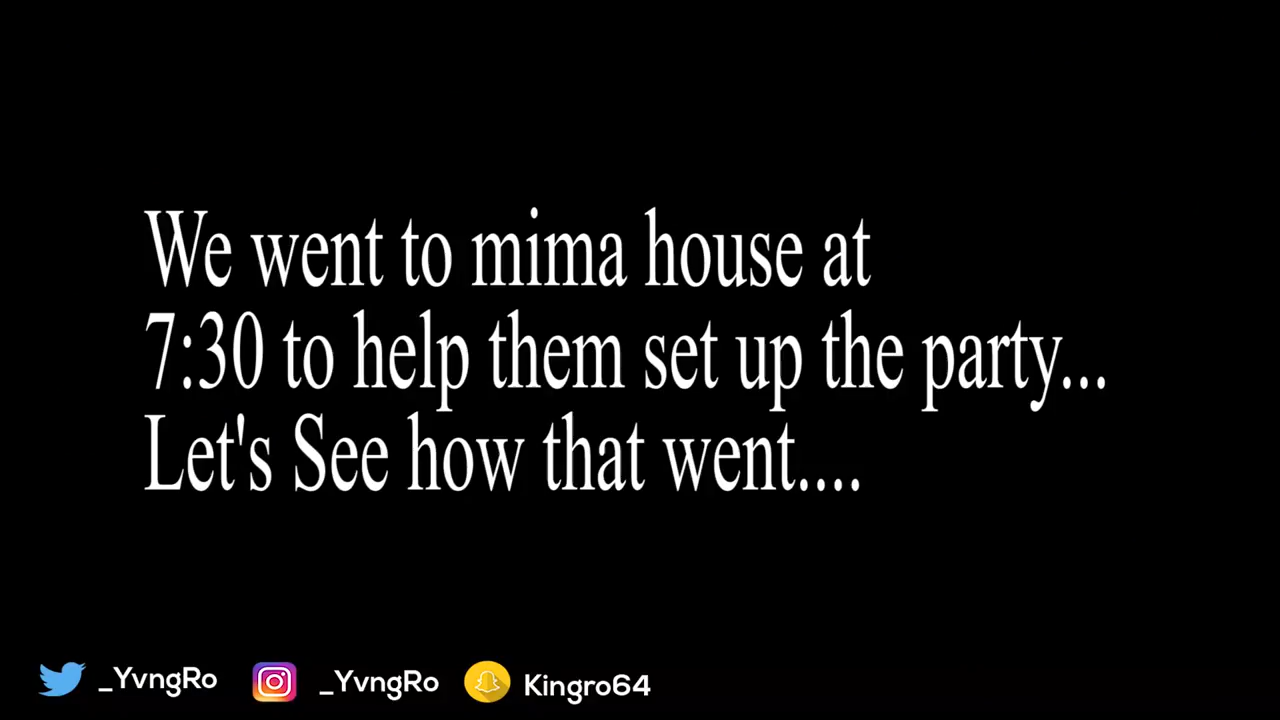 We went to mima house at
7:30 to help them set up the party...
Let's See how that went....
_YvngRo _YvngRo Kingro64